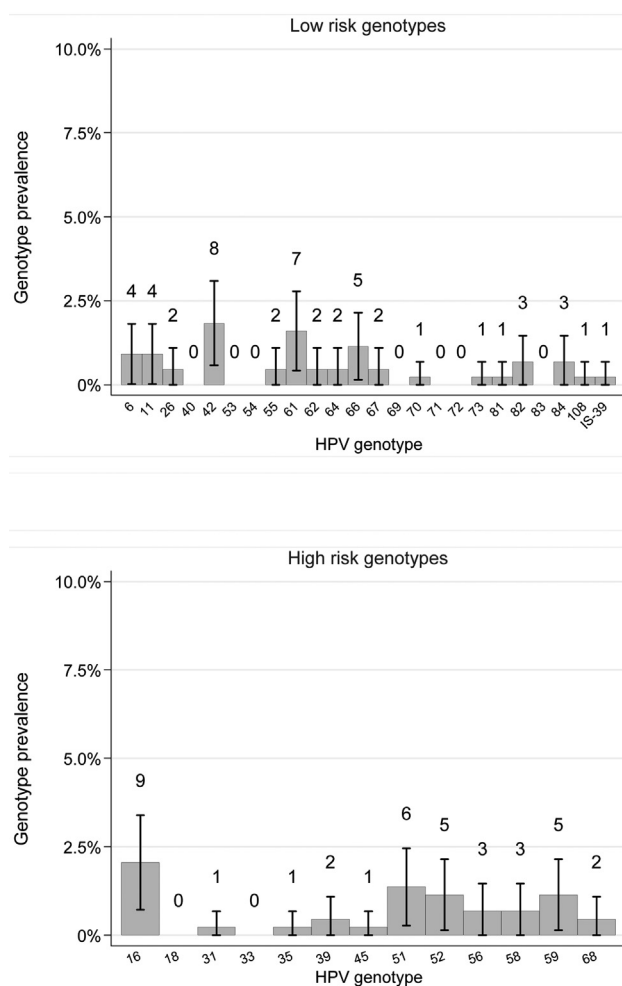 Low risk genotypes
10.0%
7.5%
5.0%
2.5%
0%
Genotype prevalence
4 4 2 0 8 0 0 2 7 2 2 5 2 0 1 0 0 1 1 3 0 3 1 1
6 11 26 40 42 53 54 55 61 62 64 66 67 69 70 71 72 73 81 82 83 84 108 IS-39
HPV genotype
High risk genotypes
10.0%
7.5%
5.0%
2.5%
0%
Genotype prevalence
9 0 1 0 1 2 1 6 5 3 3 5 2
16 18 31 33 35 39 45 51 52 56 58 59 68
HPV genotype